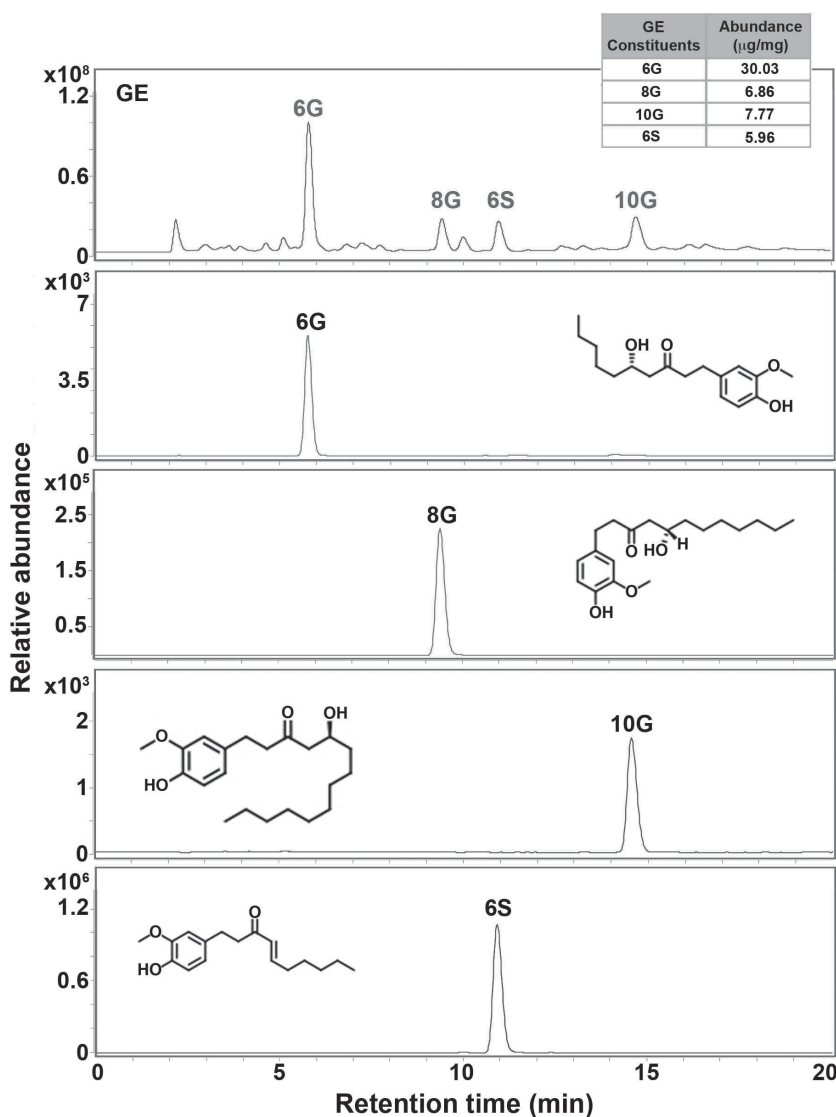 GE Constituents Abundance (μg/mg)
6G 30.03
8G 6.86
10G 7.77
6S 5.96
x10⁸
1.2
0.6
0
GE
6G
8G
6S
10G
x10³
7
3.5
0
6G
OH
O
O
OH
x10⁵
2.5
1.5
0.5
8G
O
HO
H
O
OH
x10³
2
1
0
10G
O
OH
O
HO
x10⁶
1.2
0.6
0
6S
O
O
HO
Relative abundance
0 5 10 15 20
Retention time (min)